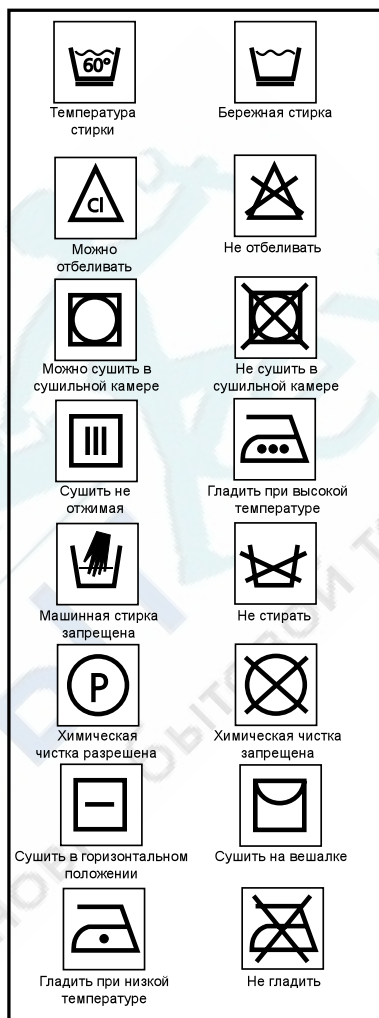 60°
Температура
стирки
Бережная стирка
Cl
Можно
отбеливать
Не отбеливать
Можно сушить в
сушильной камере
Не сушить в
сушильной камере
Сушить не
отжимая
Гладить при высокой
температуре
Машинная стирка
запрещена
Не стирать
P
Химическая
чистка разрешена
Химическая чистка
запрещена
Сушить в горизонтальном
положении
Сушить на вешалке
Гладить при низкой
температуре
Не гладить